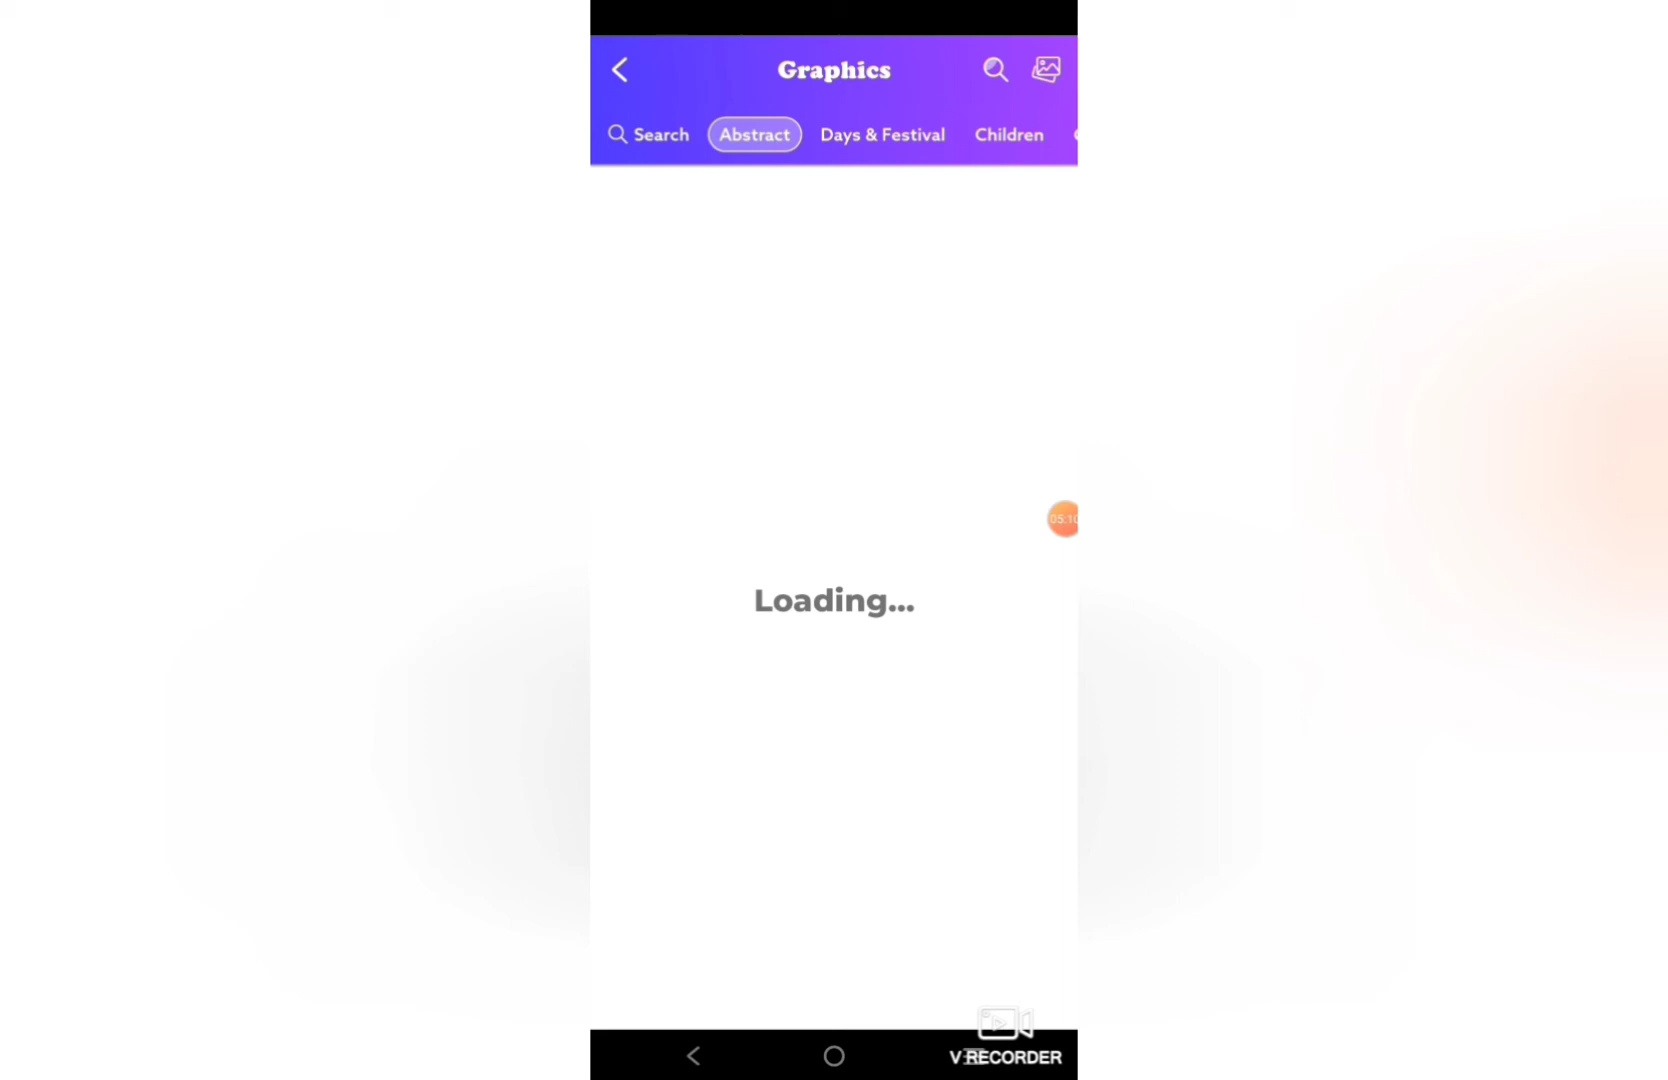 Graphics
Search Abstract Days & Festival Children
05:10
Loading...
V RECORDER